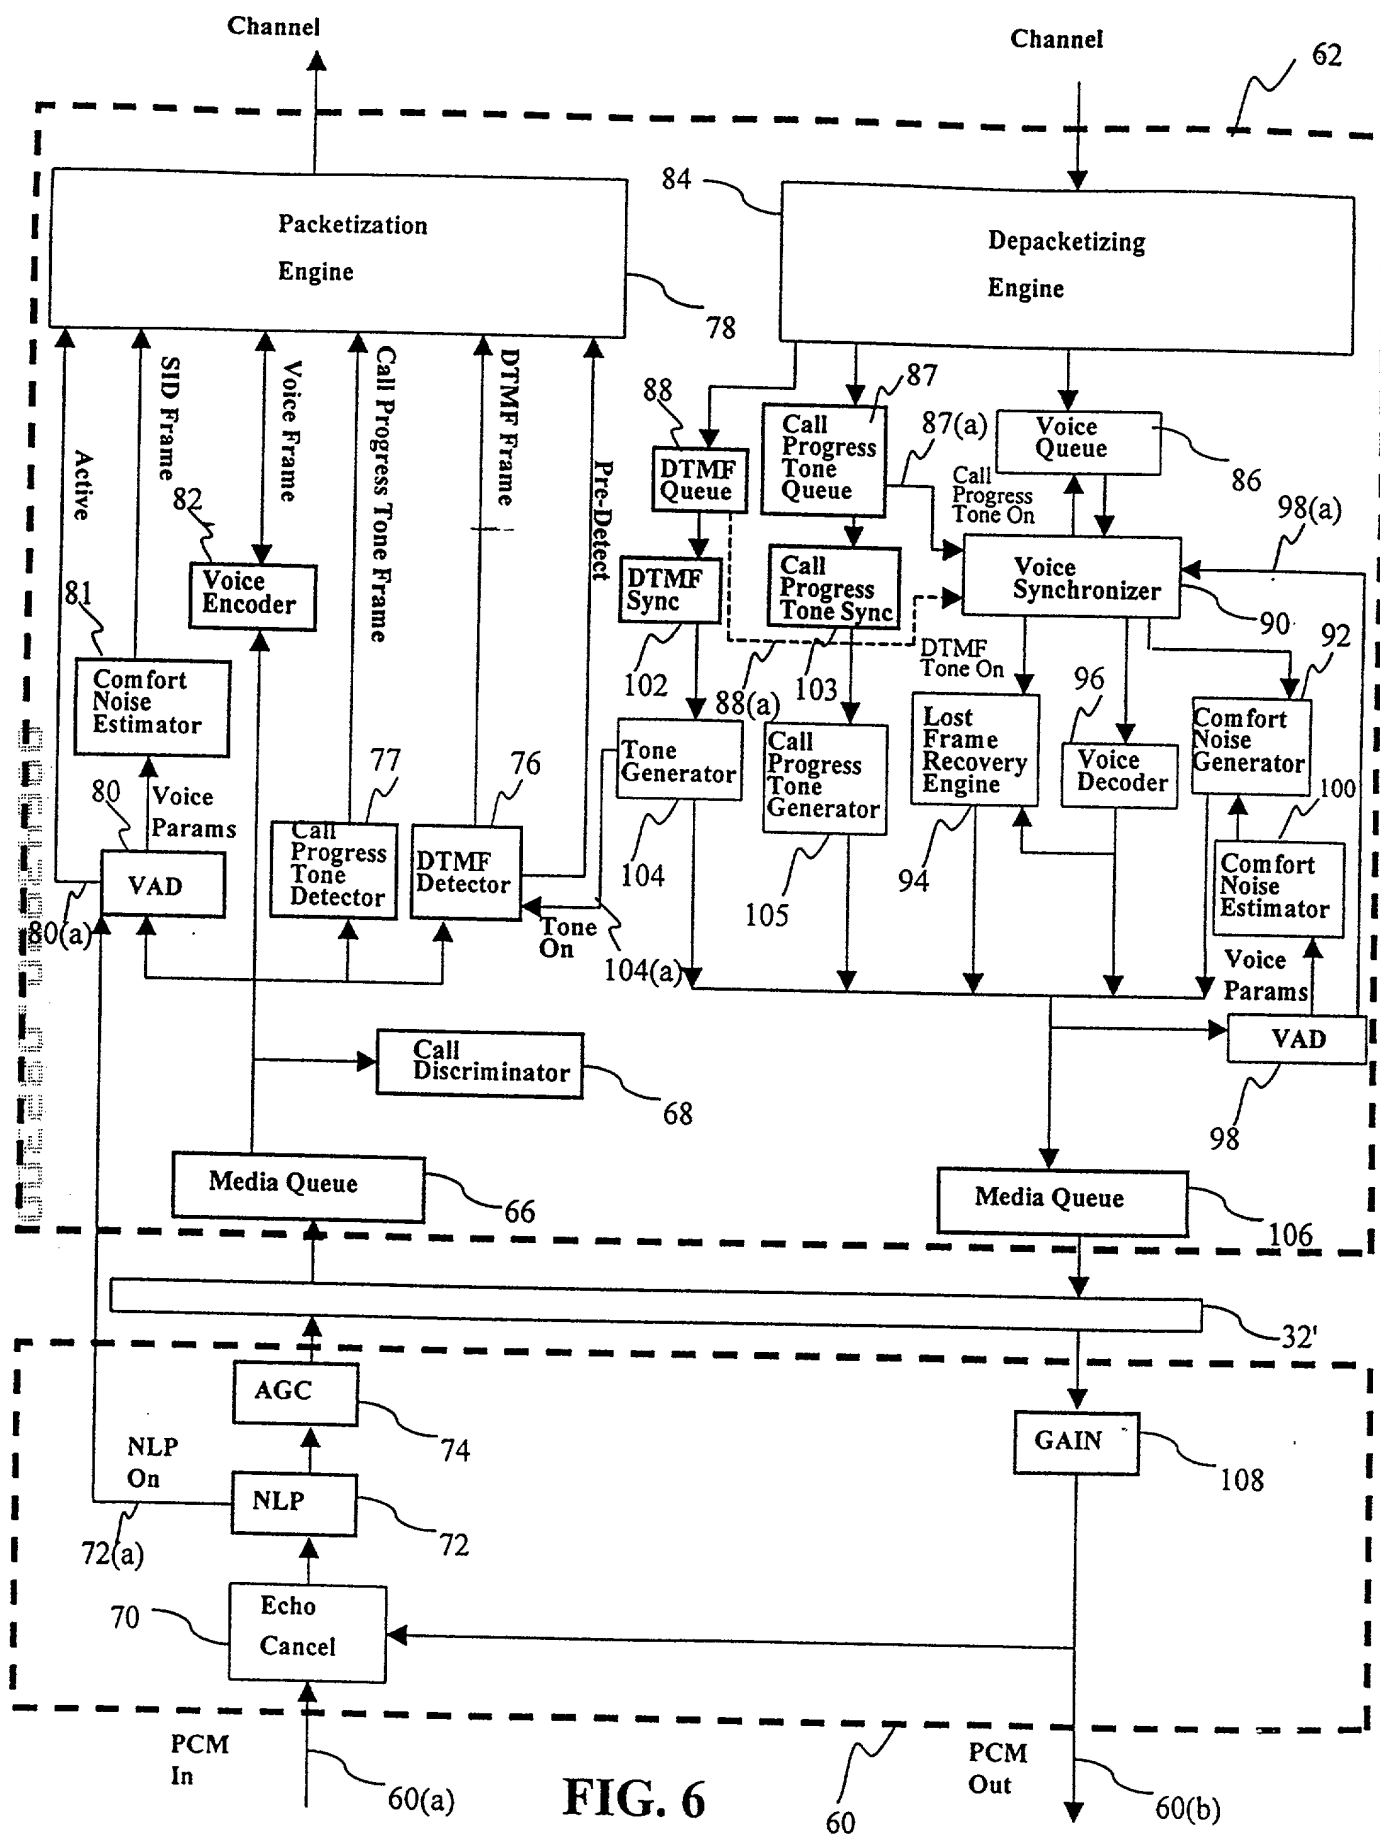 Channel
Channel
62
Packetization
Engine
78
84
Depacketizing
Engine
Active
SID Frame
Voice Frame
Call Progress Tone Frame
DTMF Frame
Pre-Detect
88
DTMF
Queue
87
Call
Progress
Tone
Queue
87(a)
Call
Progress
Tone On
Voice
Queue
86
98(a)
82
Voice
Encoder
DTMF
Sync
102
Call
Progress
Tone Sync
103
88(a)
Voice
Synchronizer
90
DTMF
Tone On
81
Comfort
Noise
Estimator
80
Voice
Params
VAD
80(a)
77
Call
Progress
Tone
Detector
76
DTMF
Detector
Tone
Generator
104
Tone
On
104(a)
Call
Progress
Tone
Generator
105
Lost
Frame
Recovery
Engine
94
96
Voice
Decoder
92
Comfort
Noise
Generator
100
Comfort
Noise
Estimator
Voice
Params
VAD
98
Call
Discriminator
68
Media Queue
66
Media Queue
106
32'
AGC
74
GAIN
108
NLP
On
72(a)
NLP
72
70
Echo
Cancel
PCM
In
60(a)
FIG. 6
60
PCM
Out
60(b)